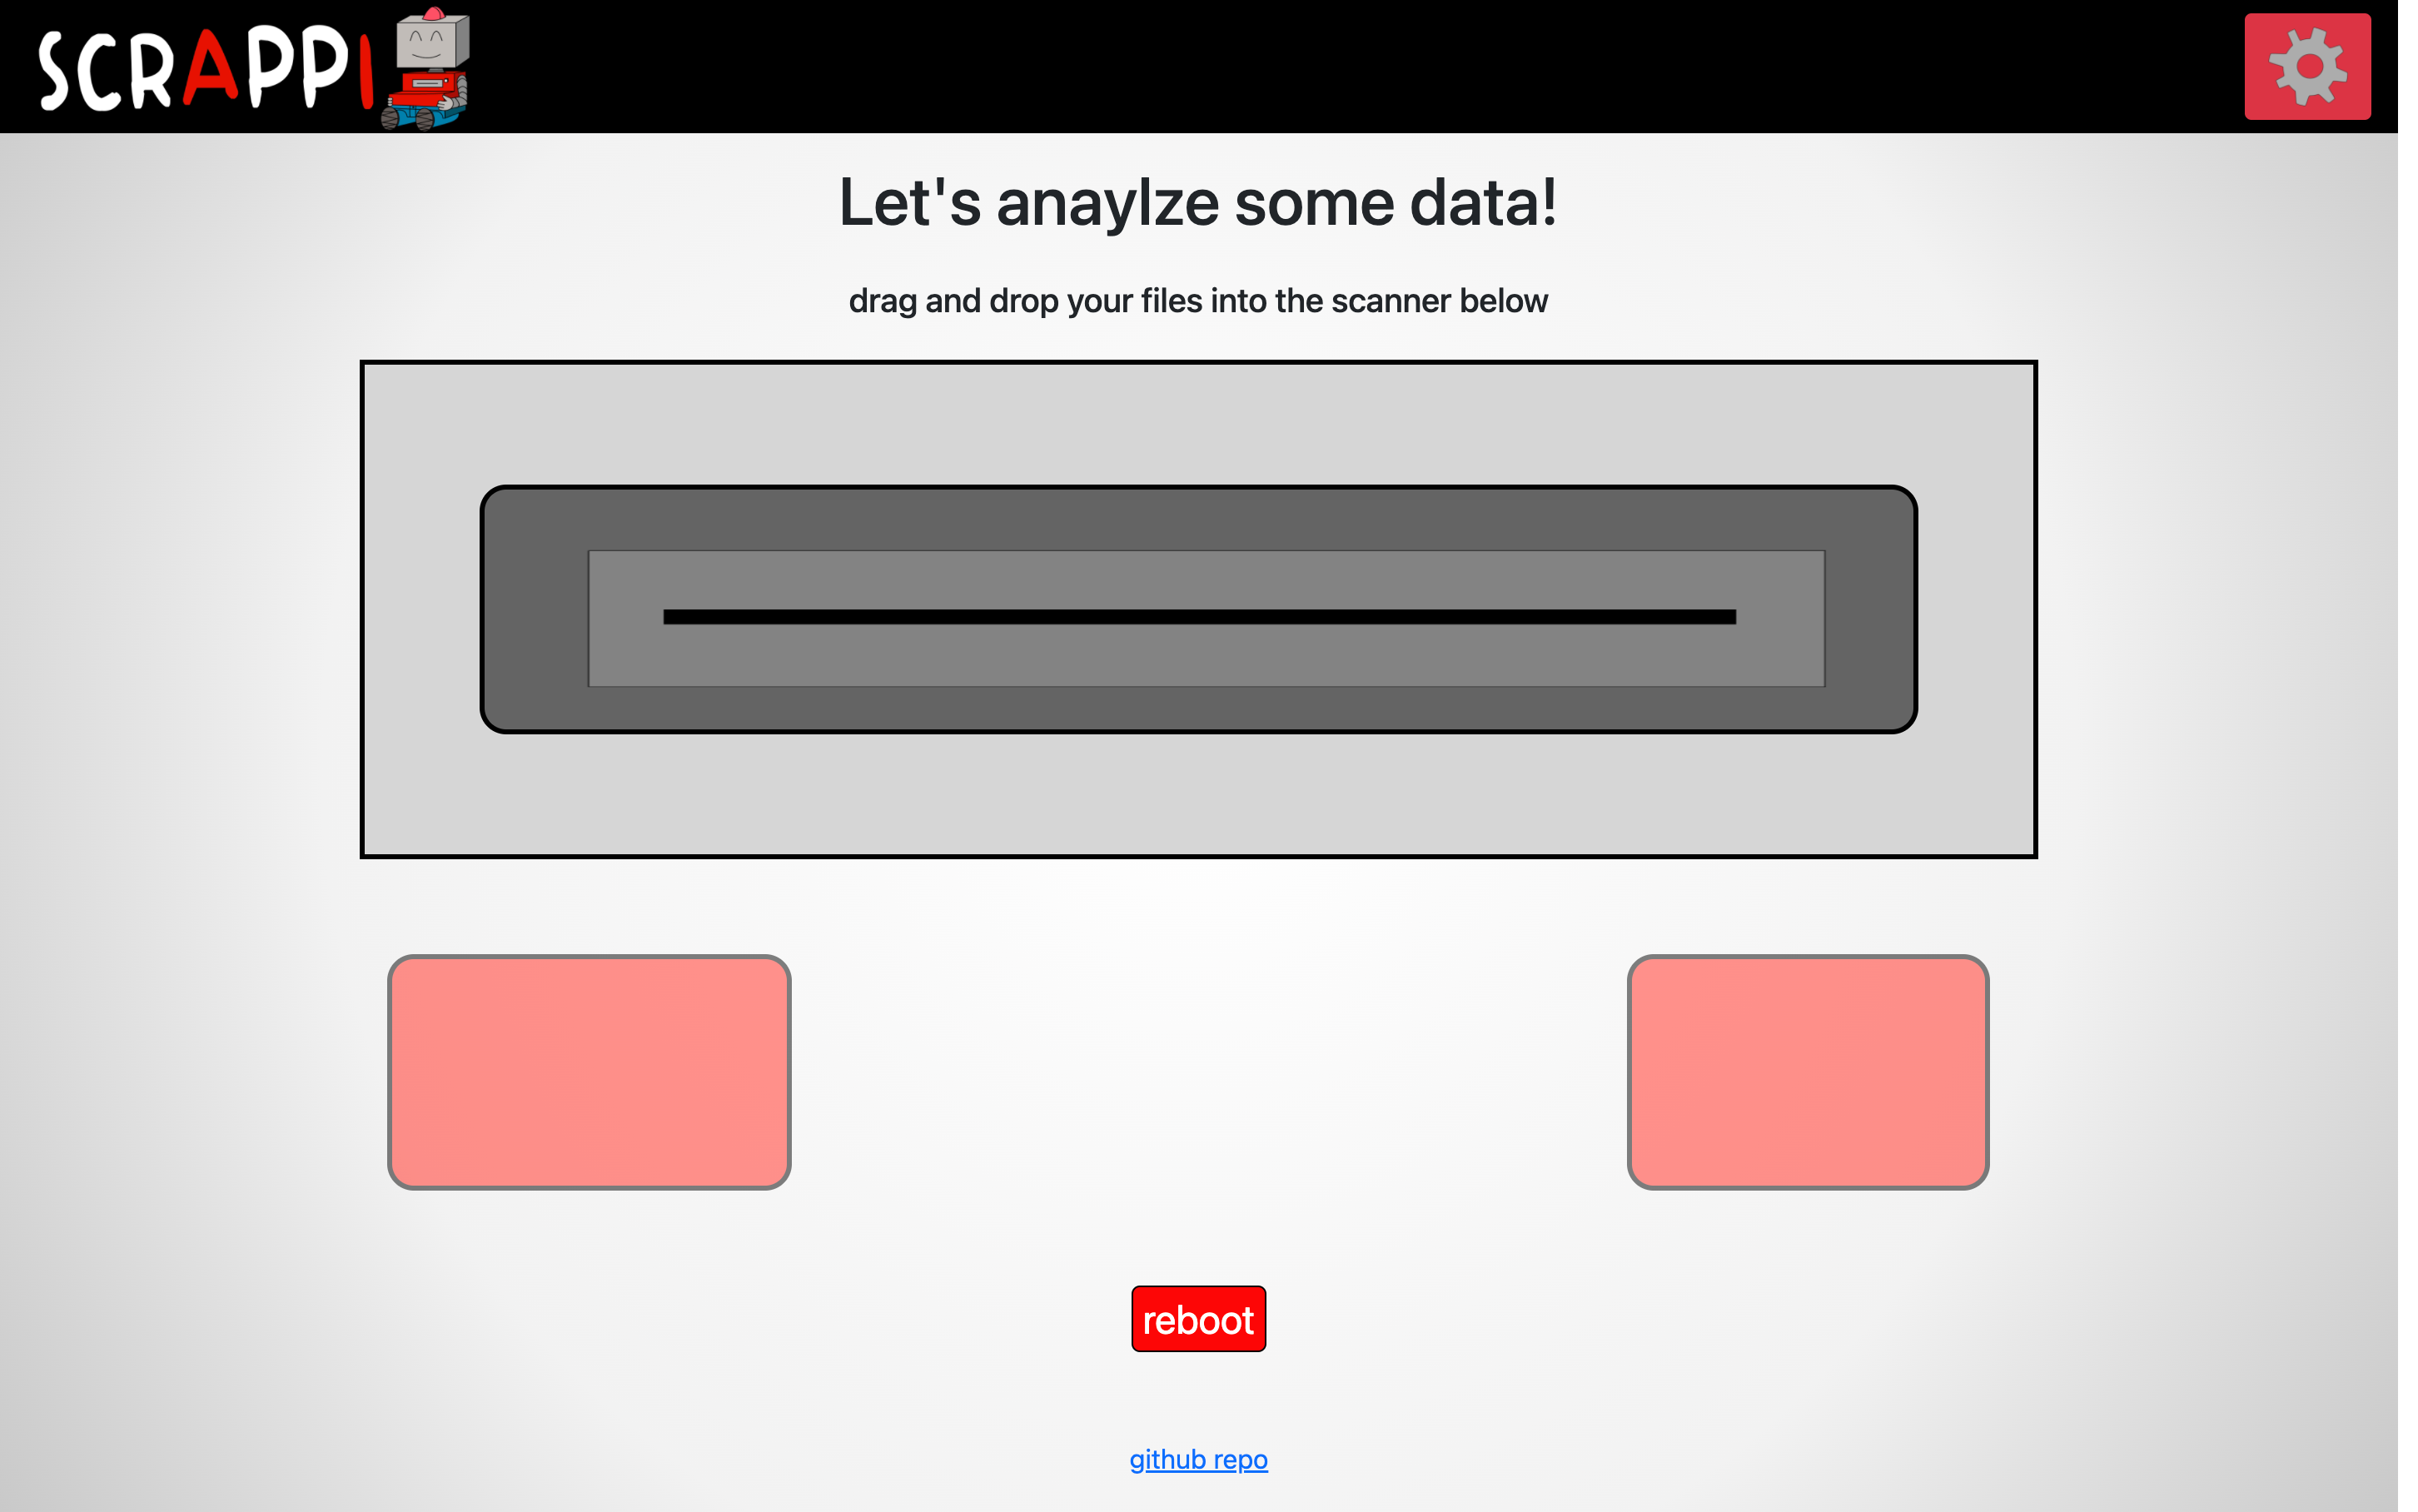 SCRAPPI
Let's anaylze some data!
drag and drop your files into the scanner below
reboot
github repo